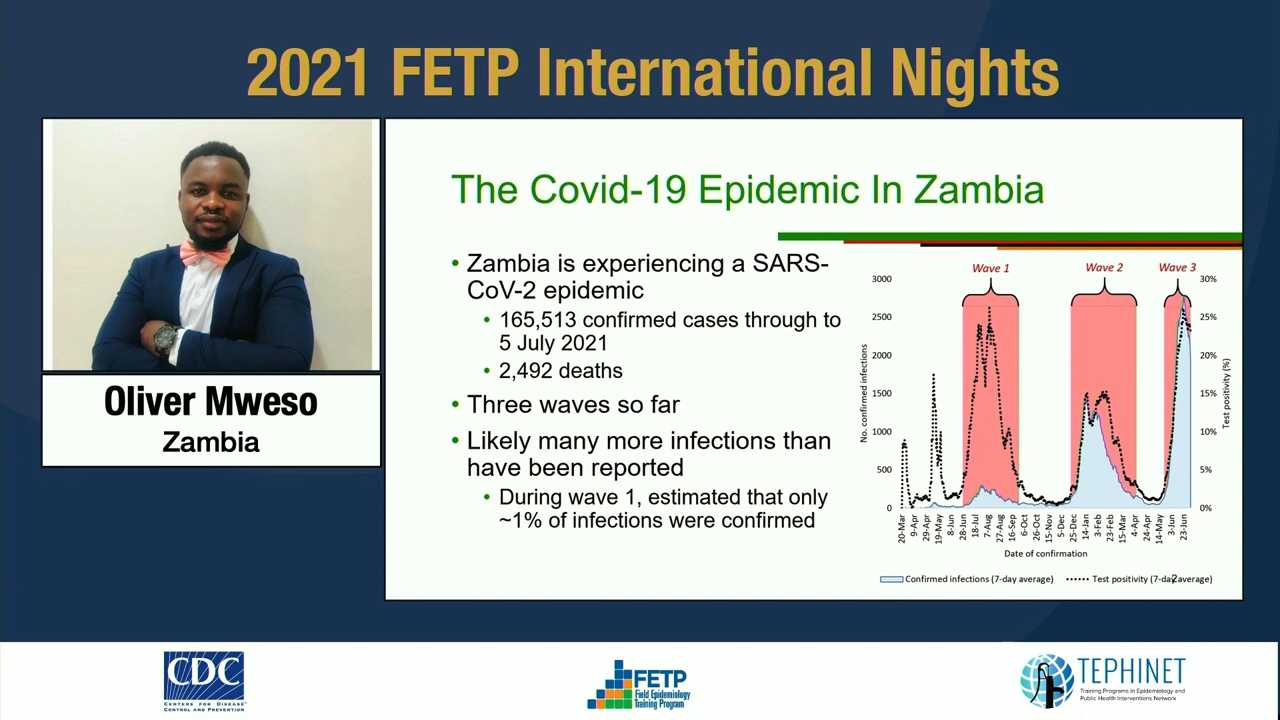 2021 FETP International Nights
Oliver Mweso
Zambia
The Covid-19 Epidemic In Zambia
• Zambia is experiencing a SARS-
CoV-2 epidemic
• 165,513 confirmed cases through to
5 July 2021
• 2,492 deaths
• Three waves so far
• Likely many more infections than
have been reported
• During wave 1, estimated that only
~1% of infections were confirmed
Wave 1
Wave 2
Wave 3
No. confirmed infections
3000
2500
2000
1500
1000
500
0
30%
25%
20%
15%
10%
5%
0%
Test positivity (%)
20-Mar
9-Apr
29-Apr
19-May
8-Jun
28-Jun
18-Jul
7-Aug
27-Aug
16-Sep
6-Oct
26-Oct
15-Nov
5-Dec
25-Dec
14-Jan
3-Feb
23-Feb
15-Mar
4-Apr
24-Apr
14-May
3-Jun
23-Jun
Date of confirmation
Confirmed infections (7-day average)
Test positivity (7-day average)
2
CDC
CENTERS FOR DISEASE
CONTROL AND PREVENTION
FETP
Field Epidemiology
Training Program
TEPHINET
Training Programs in Epidemiology and
Public Health Interventions Network